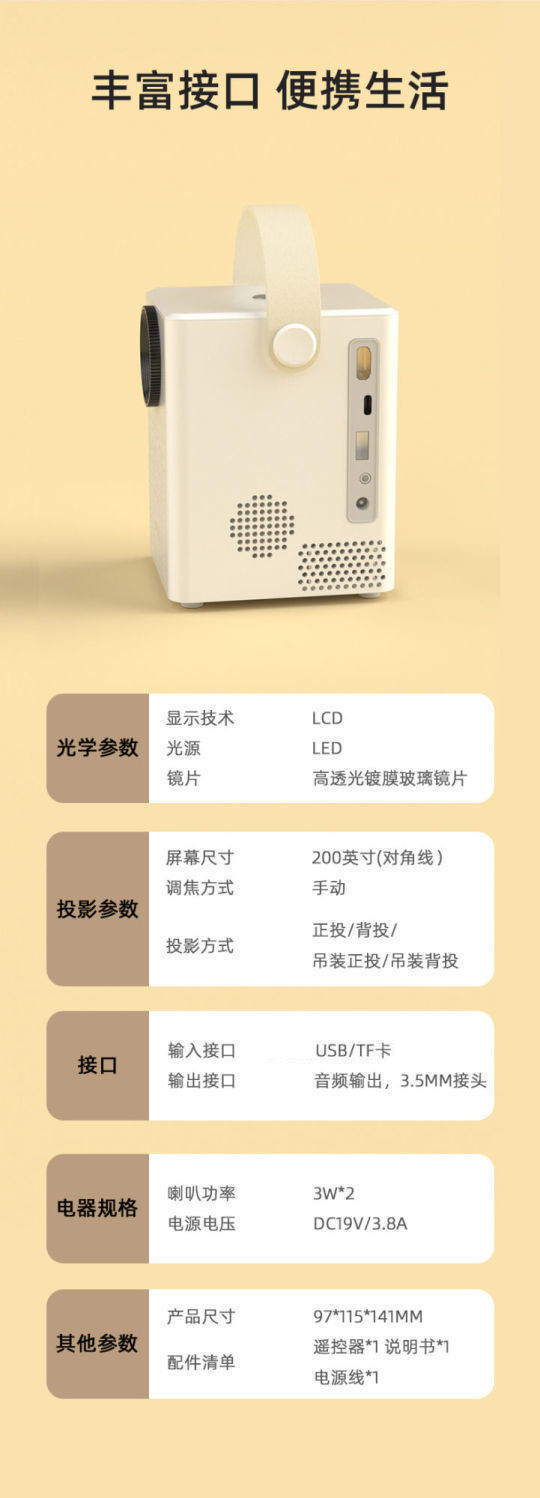 丰富接口 便携生活
光学参数
显示技术 LCD
光源 LED
镜片 高透光镀膜玻璃镜片
投影参数
屏幕尺寸 200英寸(对角线)
调焦方式 手动
投影方式 正投/背投/
吊装正投/吊装背投
接口
输入接口 USB/TF卡
输出接口 音频输出，3.5MM接头
电器规格
喇叭功率 3W*2
电源电压 DC19V/3.8A
其他参数
产品尺寸 97*115*141MM
配件清单 遥控器*1 说明书*1
电源线*1